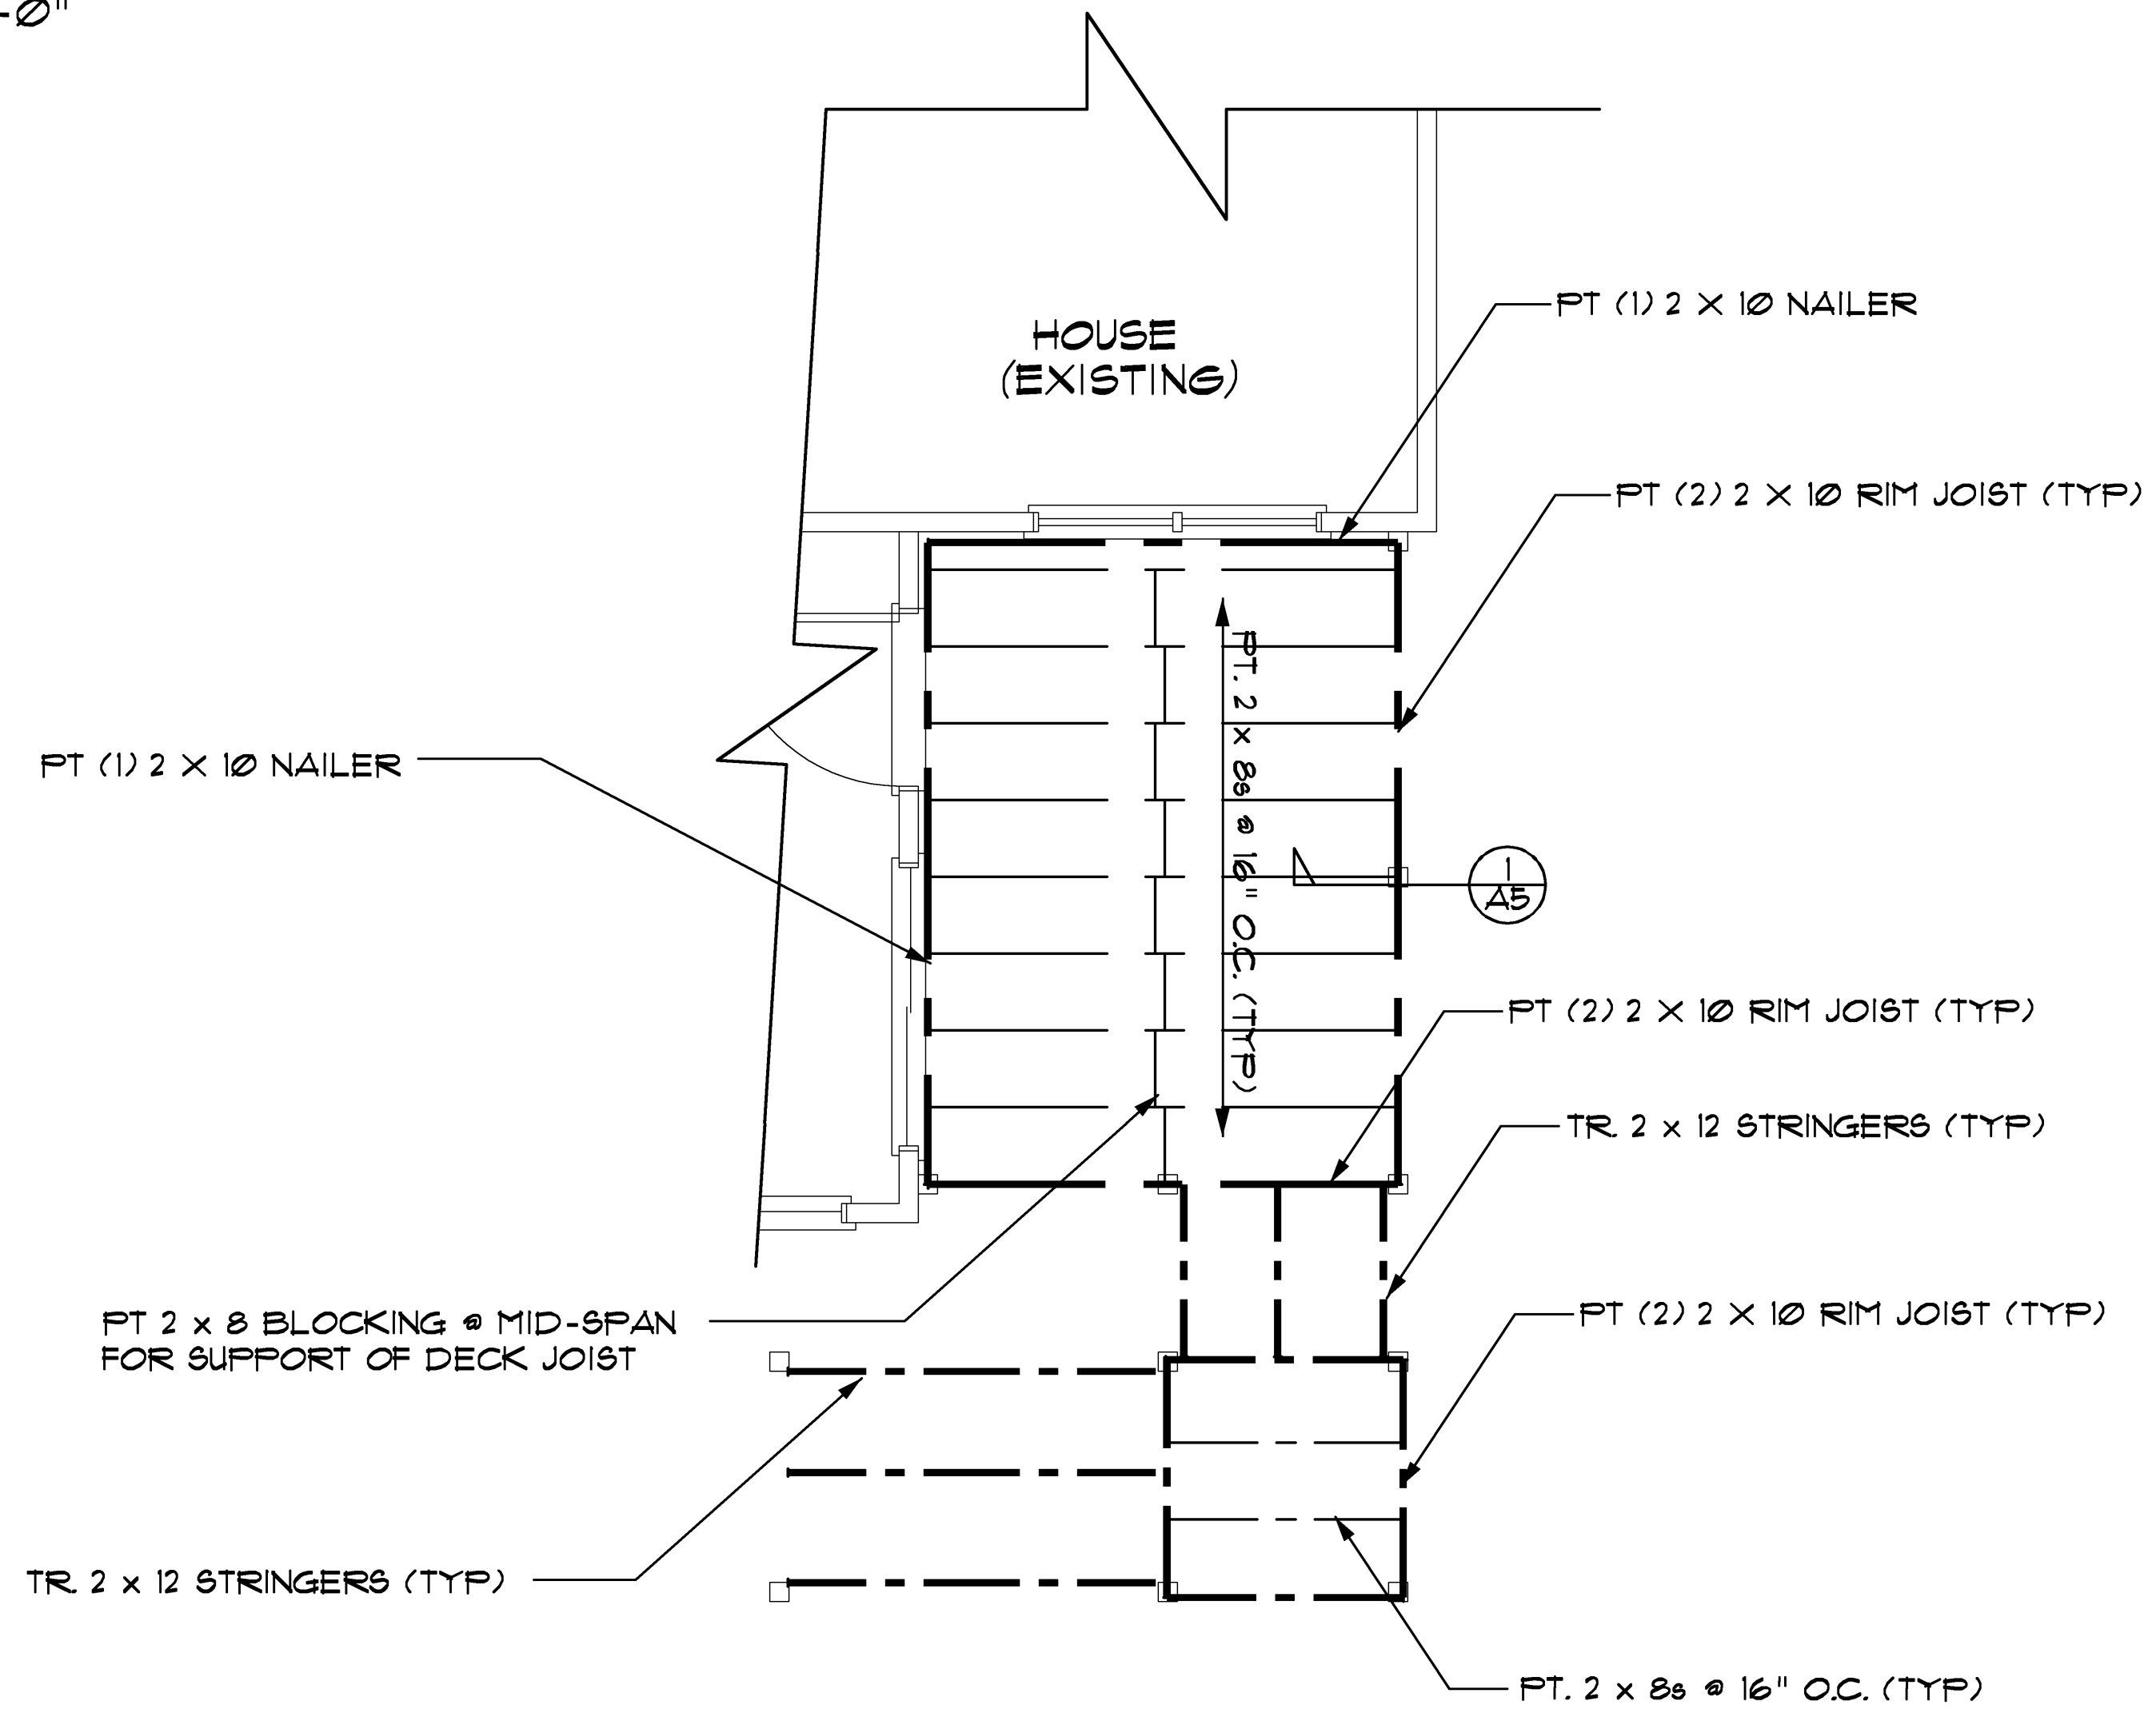 -Ø"
HOUSE
(EXISTING)
PT (1) 2 X 1Ø NAILER
PT (2) 2 X 1Ø RIM JOIST (TYP)
PT. 2 x 8s @ 16" O.C. (TYP)
PT (1) 2 X 1Ø NAILER
1
A5
PT (2) 2 X 1Ø RIM JOIST (TYP)
TR. 2 x 12 STRINGERS (TYP)
PT 2 x 8 BLOCKING @ MID-SPAN
FOR SUPPORT OF DECK JOIST
PT (2) 2 X 1Ø RIM JOIST (TYP)
TR. 2 x 12 STRINGERS (TYP)
PT. 2 x 8s @ 16" O.C. (TYP)